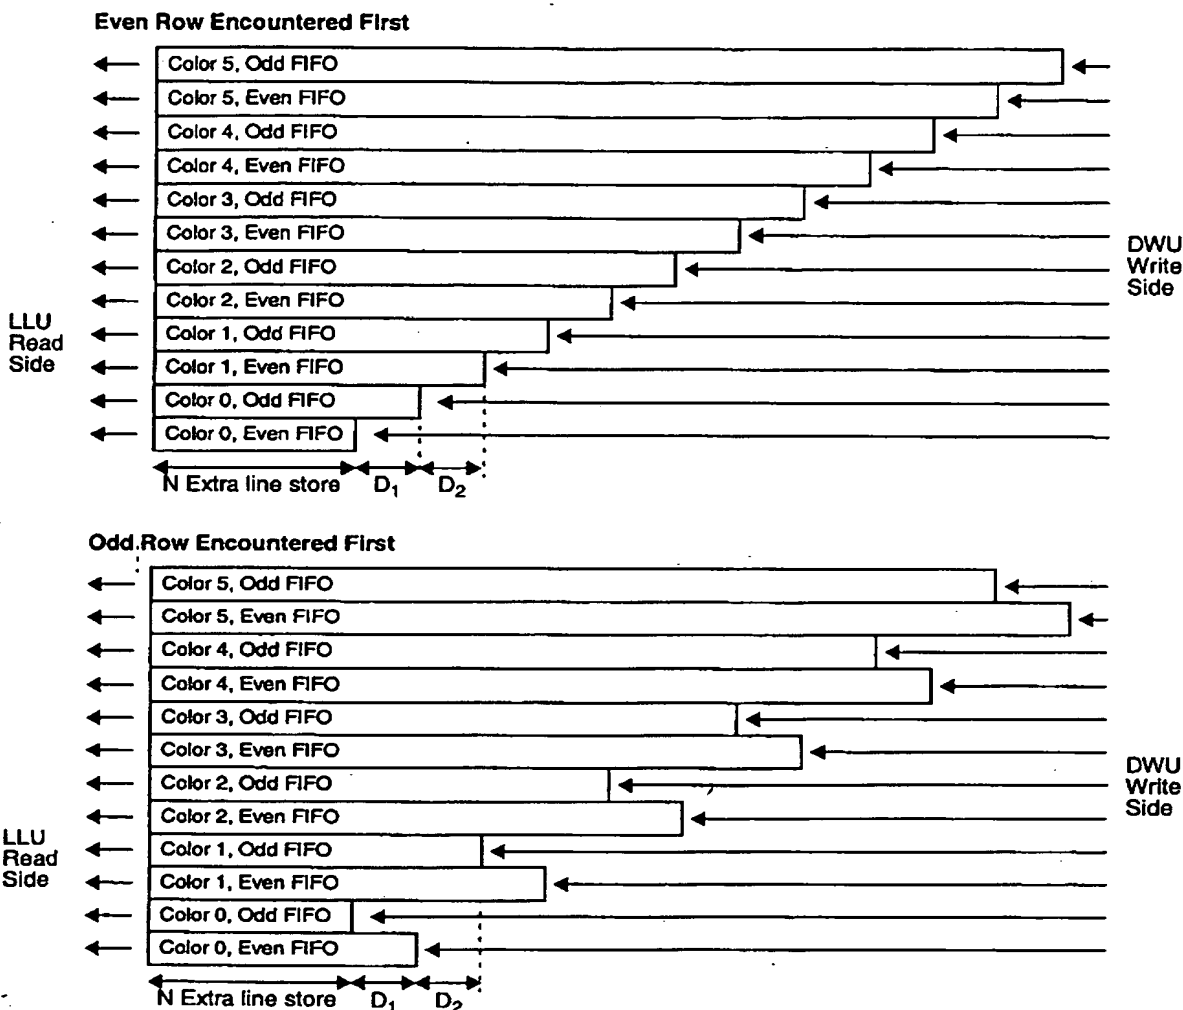 Even Row Encountered First
Color 5, Odd FIFO
Color 5, Even FIFO
Color 4, Odd FIFO
Color 4, Even FIFO
Color 3, Odd FIFO
Color 3, Even FIFO
Color 2, Odd FIFO
Color 2, Even FIFO
Color 1, Odd FIFO
Color 1, Even FIFO
Color 0, Odd FIFO
Color 0, Even FIFO
LLU
Read
Side
DWU
Write
Side
N Extra line store
D1
D2
Odd Row Encountered First
Color 5, Odd FIFO
Color 5, Even FIFO
Color 4, Odd FIFO
Color 4, Even FIFO
Color 3, Odd FIFO
Color 3, Even FIFO
Color 2, Odd FIFO
Color 2, Even FIFO
Color 1, Odd FIFO
Color 1, Even FIFO
Color 0, Odd FIFO
Color 0, Even FIFO
LLU
Read
Side
DWU
Write
Side
N Extra line store
D1
D2